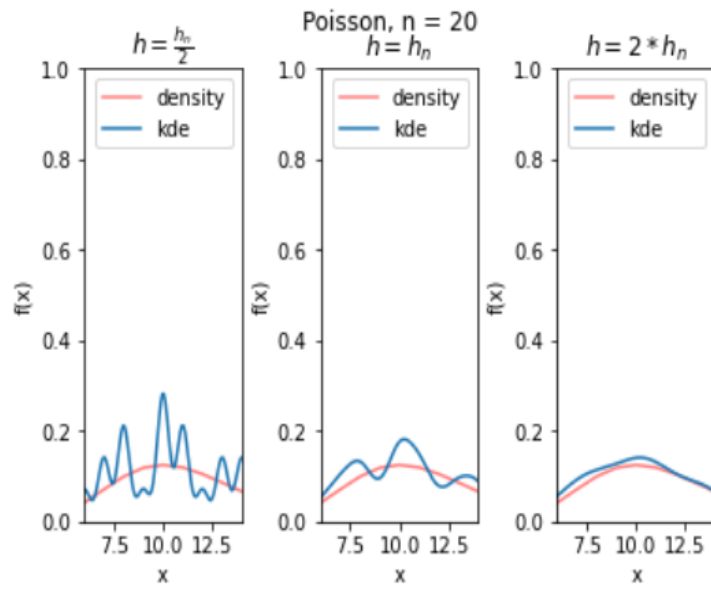 Poisson, n = 20
h = h_n/2
h = h_n
h = 2 * h_n
1.0
0.8
0.6
0.4
0.2
0.0
f(x)
density
kde
7.5 10.0 12.5
x
1.0
0.8
0.6
0.4
0.2
0.0
f(x)
density
kde
7.5 10.0 12.5
x
1.0
0.8
0.6
0.4
0.2
0.0
f(x)
density
kde
7.5 10.0 12.5
x